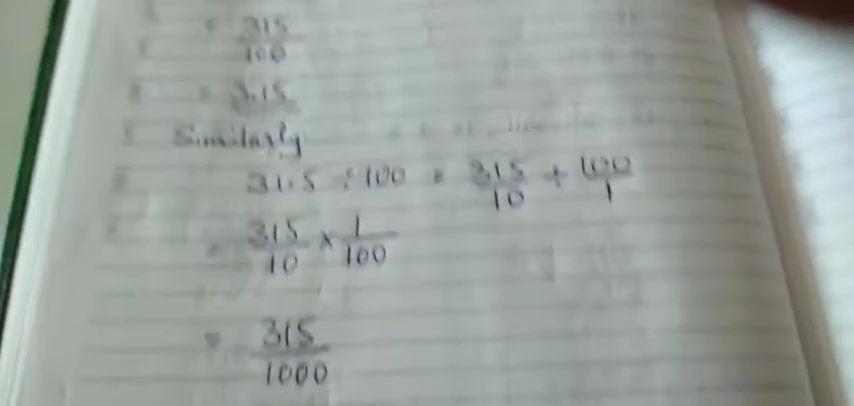 = 315/100
= 3.15
Similarly
31.5 ÷ 100 = 315/10 ÷ 100/1
= 315/10 × 1/100
= 315/1000